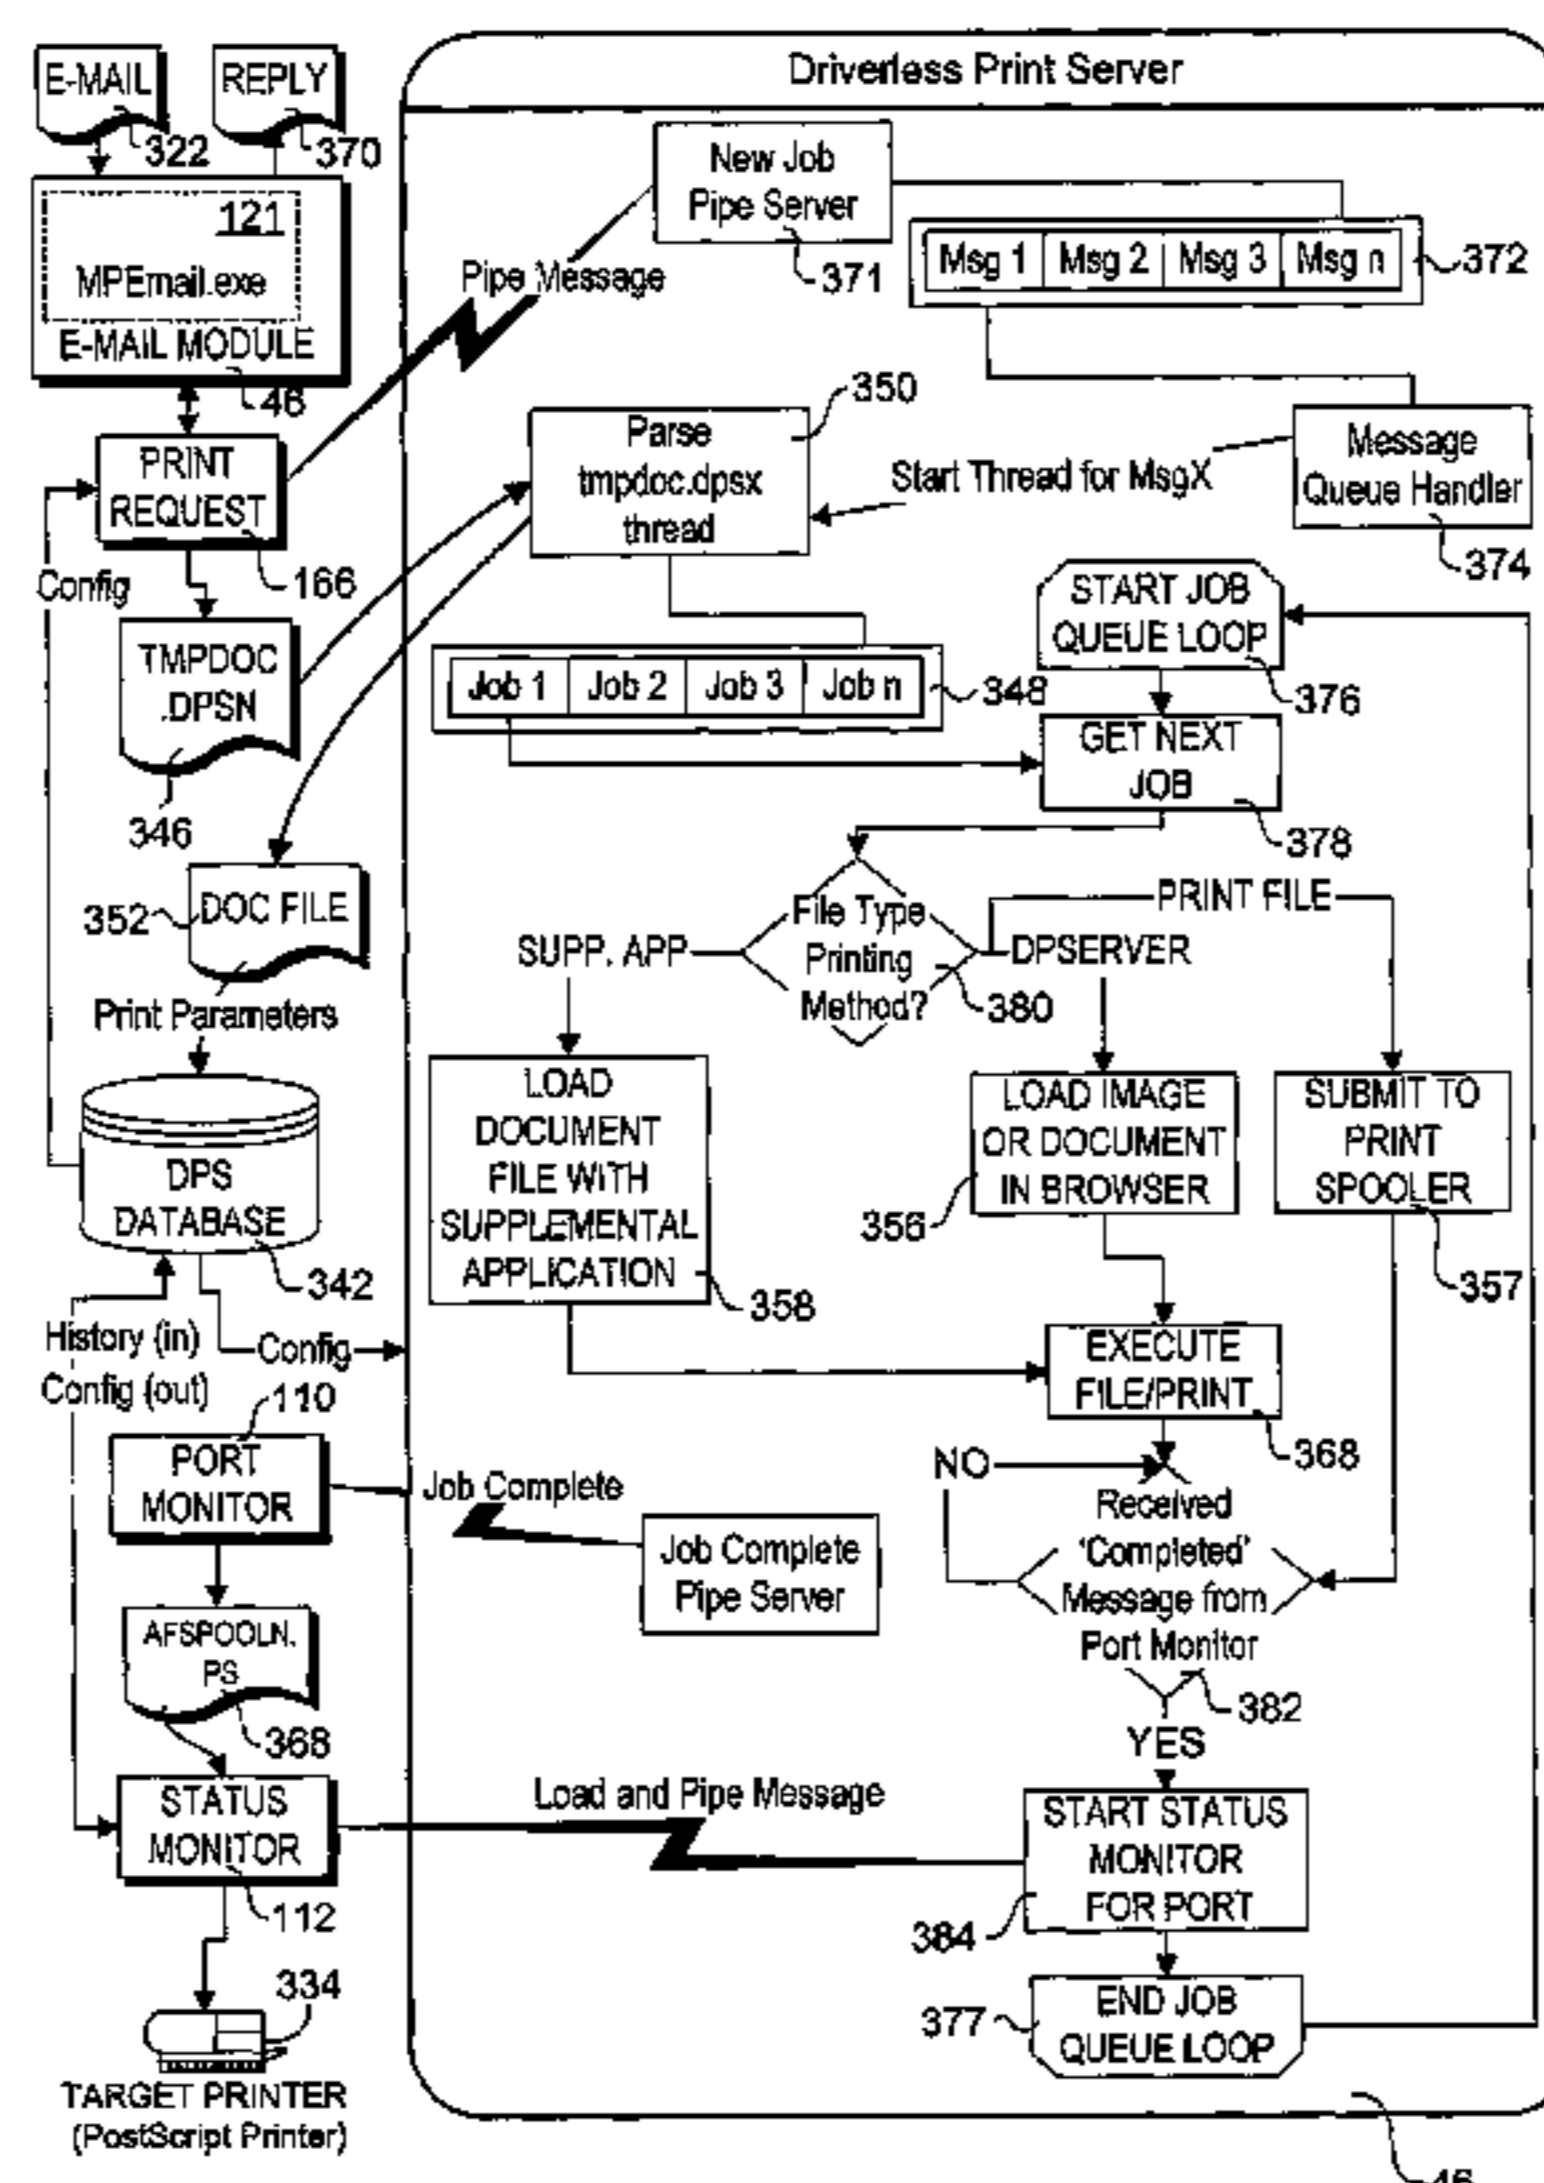 Driverless Print Server
E-MAIL
322
REPLY
370
121
MPEmail.exe
E-MAIL MODULE
46
PRINT
REQUEST
166
Config
TMPDOC
.DPSN
346
352
DOC FILE
Print Parameters
DPS
DATABASE
342
History (in)
Config (out)
Config
110
PORT
MONITOR
AFSPOOLN.
PS
368
STATUS
MONITOR
112
334
TARGET PRINTER
(PostScript Printer)
New Job
Pipe Server
371
Pipe Message
Msg 1
Msg 2
Msg 3
Msg n
372
350
Parse
tmpdoc.dpsx
thread
Start Thread for MsgX
Message
Queue Handler
374
START JOB
QUEUE LOOP
376
Job 1
Job 2
Job 3
Job n
348
GET NEXT
JOB
378
File Type
Printing
Method?
380
SUPP. APP
DPSERVER
PRINT FILE
LOAD
DOCUMENT
FILE WITH
SUPPLEMENTAL
APPLICATION
358
LOAD IMAGE
OR DOCUMENT
IN BROWSER
356
SUBMIT TO
PRINT
SPOOLER
357
EXECUTE
FILE/PRINT
368
NO
Received
'Completed'
Message from
Port Monitor
382
YES
Job Complete
Job Complete
Pipe Server
Load and Pipe Message
START STATUS
MONITOR
FOR PORT
384
END JOB
QUEUE LOOP
377